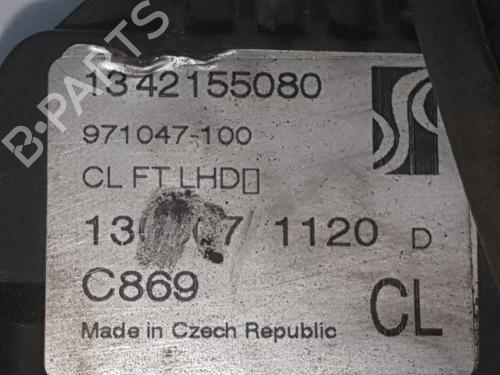 1342155080
971047-100
CL FT LHD
1120 D
C869
CL
Made in Czech Republic
B-PARTS